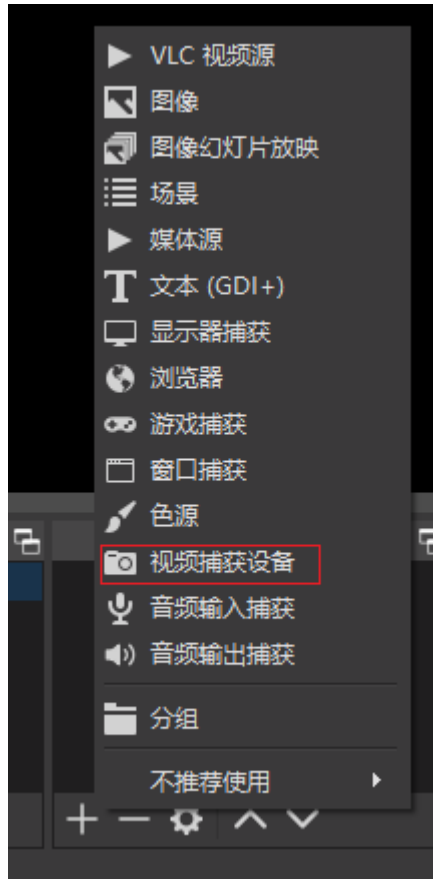 VLC 视频源
图像
图像幻灯片放映
场景
媒体源
文本 (GDI+)
显示器捕获
浏览器
游戏捕获
窗口捕获
色源
视频捕获设备
音频输入捕获
音频输出捕获
分组
不推荐使用